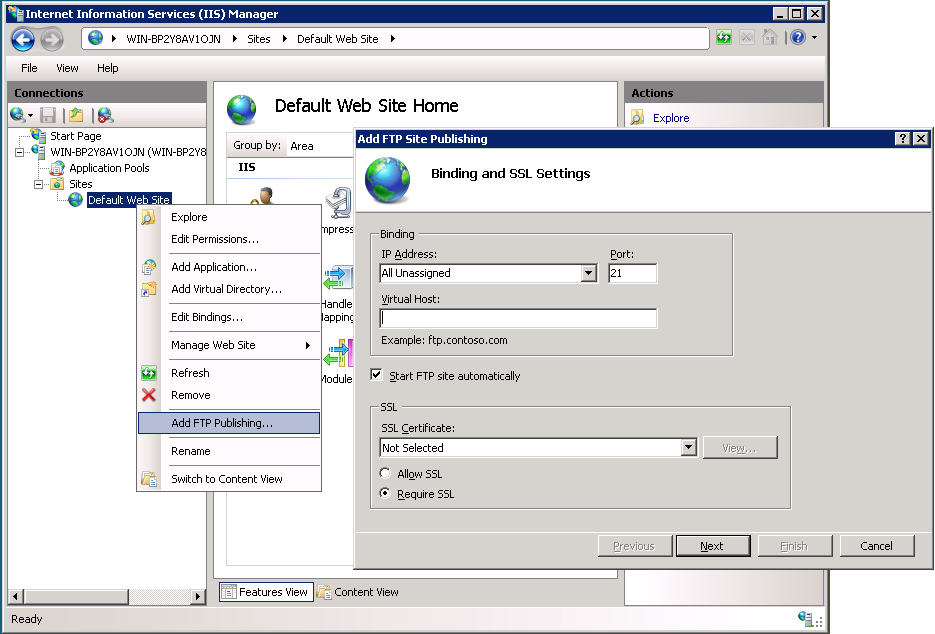 Internet Information Services (IIS) Manager
WIN-BP2Y8AV1OJN
Sites
Default Web Site
File View Help
Connections
Start Page
WIN-BP2Y8AV1OJN (WIN-BP2Y8
Application Pools
Sites
Default Web Site
Explore
Edit Permissions...
Add Application...
Add Virtual Directory...
Edit Bindings...
Manage Web Site
Refresh
Remove
Add FTP Publishing...
Rename
Switch to Content View
Default Web Site Home
Group by: Area
IIS
mpress
Handle
Mapping
Module
Features View
Content View
Actions
Explore
Add FTP Site Publishing
Binding and SSL Settings
Binding
IP Address:
Port:
All Unassigned
21
Virtual Host:
Example: ftp.contoso.com
Start FTP site automatically
SSL
SSL Certificate:
Not Selected
View...
Allow SSL
Require SSL
Previous
Next
Finish
Cancel
Ready